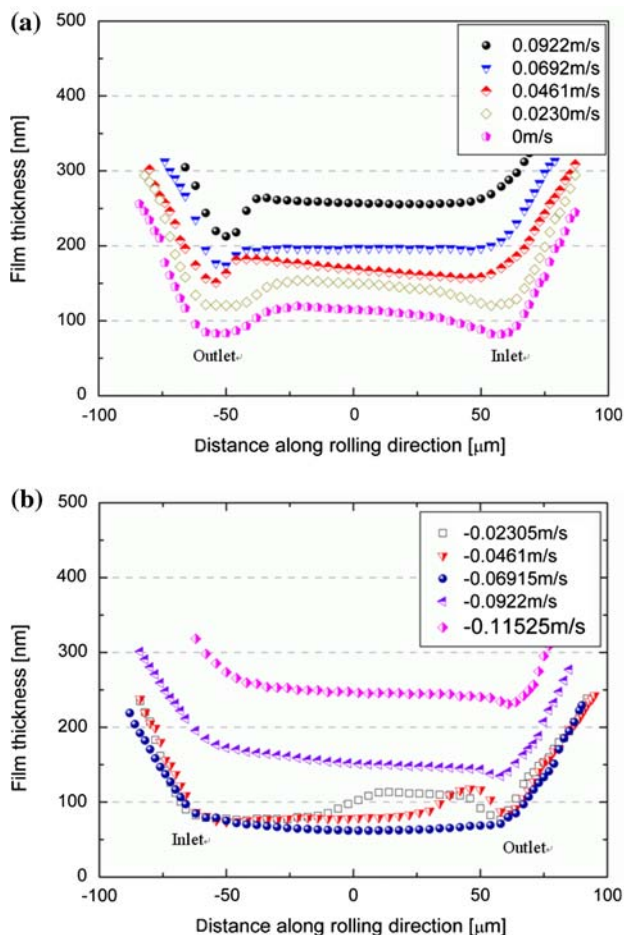 (a)
500
400
300
200
100
0
Film thickness [nm]
0.0922m/s
0.0692m/s
0.0461m/s
0.0230m/s
0m/s
Outlet↵
Inlet↵
-100
-50
0
50
100
Distance along rolling direction [μm]
(b)
500
400
300
200
100
0
Film thickness [nm]
-0.02305m/s
-0.0461m/s
-0.06915m/s
-0.0922m/s
-0.11525m/s
Inlet↵
Outlet↵
-100
-50
0
50
100
Distance along rolling direction [μm]